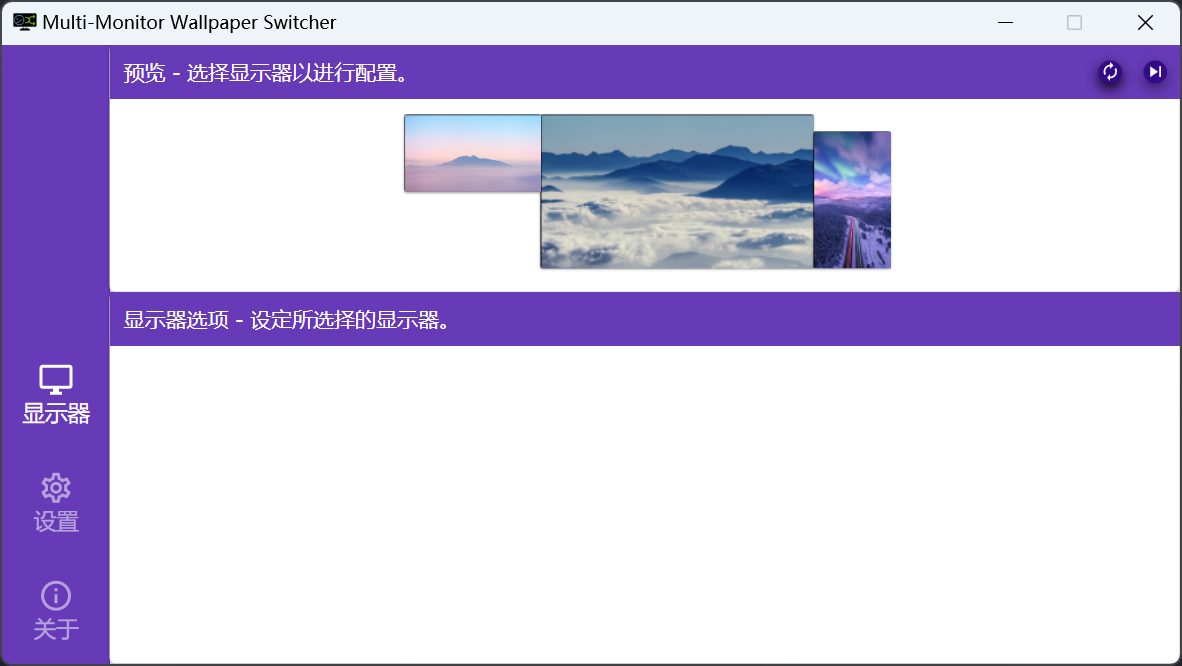 Multi-Monitor Wallpaper Switcher
预览 - 选择显示器以进行配置。
显示器选项 - 设定所选择的显示器。
显示器
设置
关于